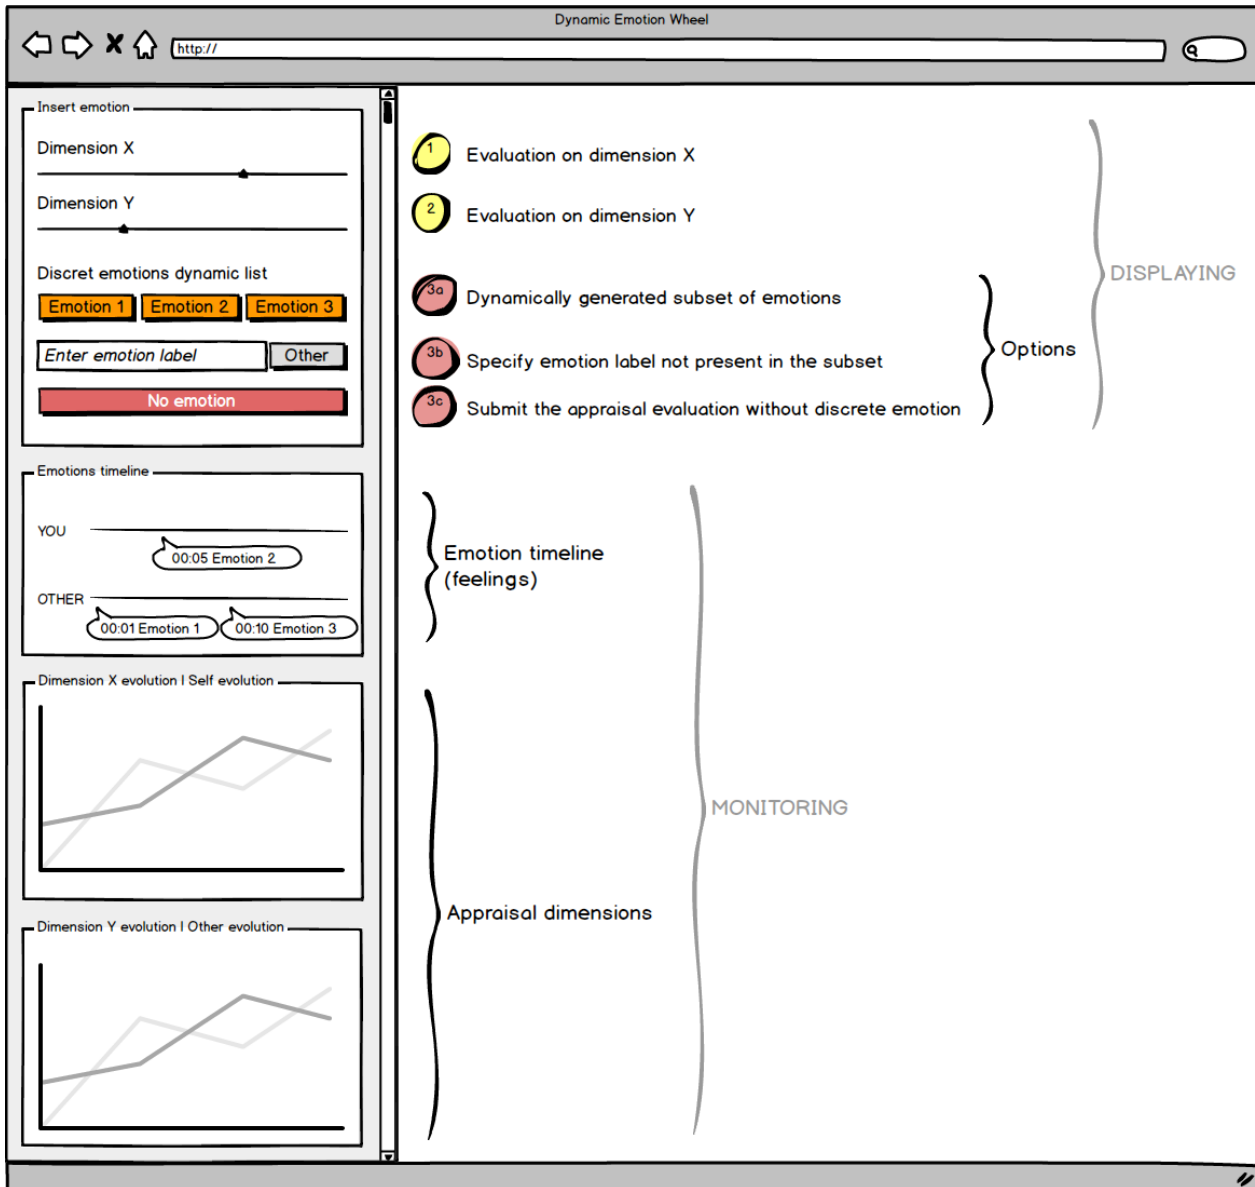 Dynamic Emotion Wheel
http://
Insert emotion
Dimension X
Dimension Y
Discret emotions dynamic list
Emotion 1
Emotion 2
Emotion 3
Enter emotion label
Other
No emotion
1
Evaluation on dimension X
2
Evaluation on dimension Y
3a
Dynamically generated subset of emotions
3b
Specify emotion label not present in the subset
3c
Submit the appraisal evaluation without discrete emotion
Options
DISPLAYING
Emotions timeline
YOU
00:05 Emotion 2
OTHER
00:01 Emotion 1
00:10 Emotion 3
Emotion timeline
(feelings)
Dimension X evolution | Self evolution
Dimension Y evolution | Other evolution
Appraisal dimensions
MONITORING